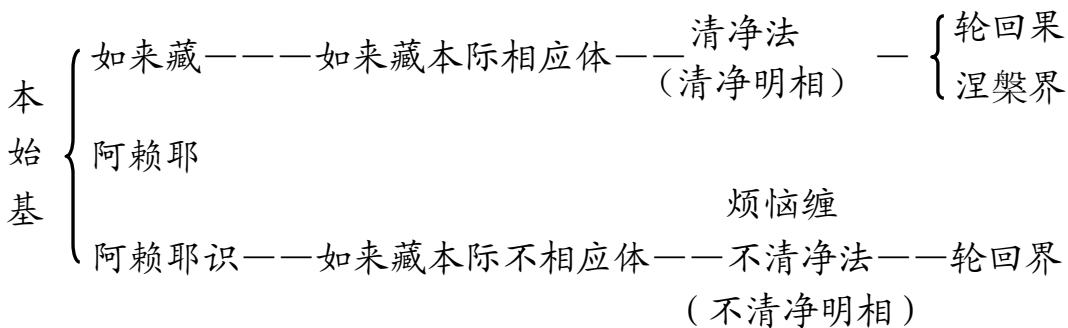 本始基
如来藏———如来藏本际相应体——清净法
(清净明相)
—
轮回果
涅槃界
阿赖耶
阿赖耶识——如来藏本际不相应体——不清净法——轮回界
烦恼缠
(不清净明相)